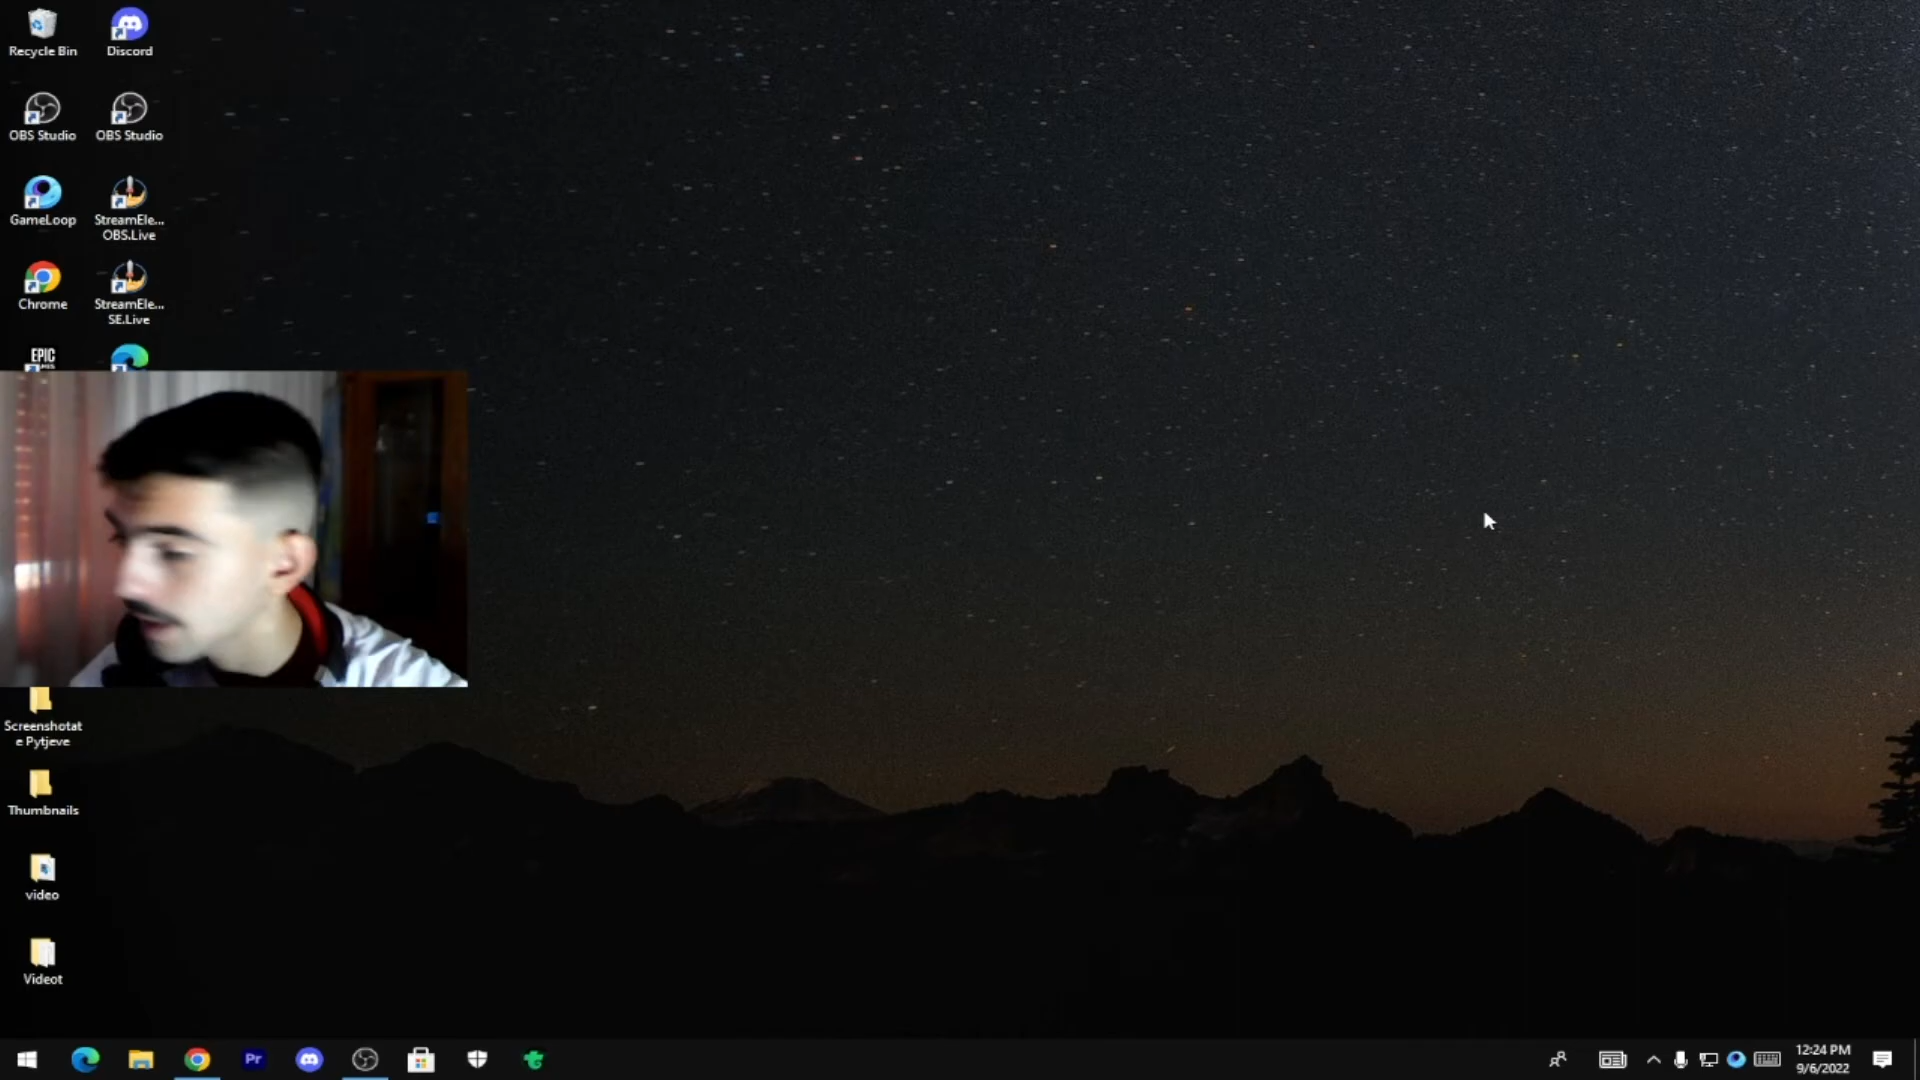 Recycle Bin
Discord
OBS Studio
OBS Studio
GameLoop
StreamEle...
OBS.Live
Chrome
StreamEle...
SE.Live
EPIC
Screenshotat
e Pytjeve
Thumbnails
video
Videot
Pr
12:24 PM
9/6/2022